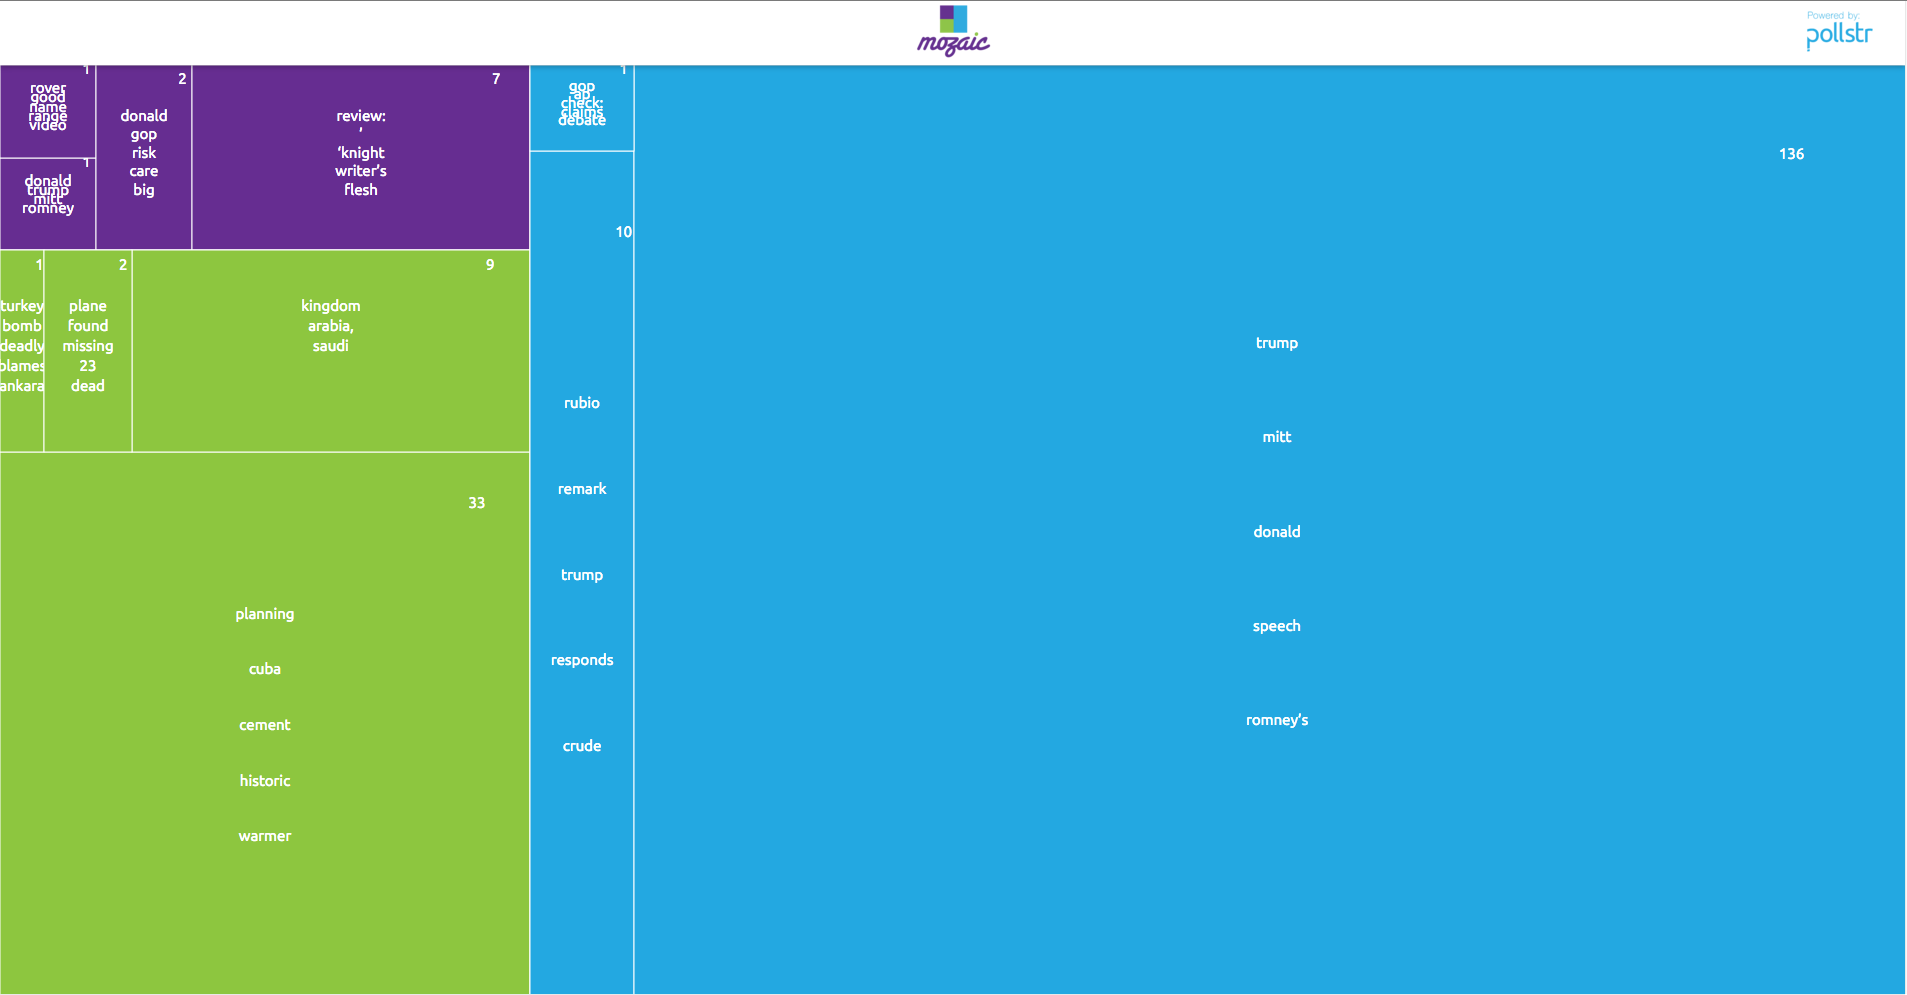 mozaic
Powered by:
pollstr
1
rover
good
name
range
video
2
donald
gop
risk
care
big
7
review:
‘
‘knight
writer's
flesh
1
donald
trump
mitt
romney
1
turkey
bomb
deadly
blames
ankara
2
plane
found
missing
23
dead
9
kingdom
arabia,
saudi
33
planning
cuba
cement
historic
warmer
1
gop
ap
check:
claims
debate
10
rubio
remark
trump
responds
crude
136
trump
mitt
donald
speech
romney's